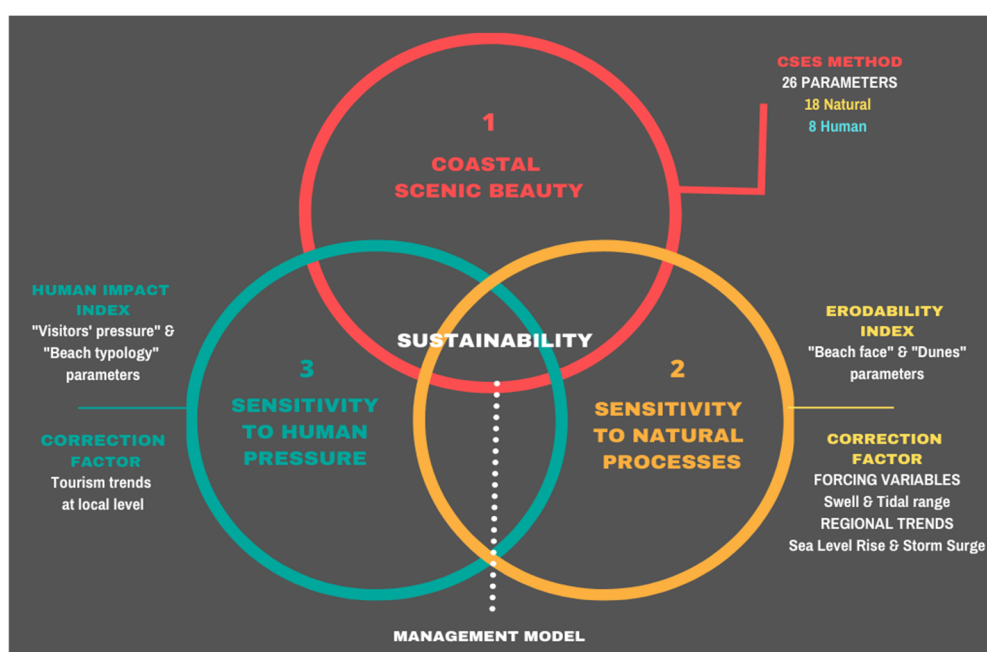 CSES METHOD
26 PARAMETERS
18 Natural
8 Human
1
COASTAL
SCENIC BEAUTY
HUMAN IMPACT
INDEX
"Visitors' pressure" &
"Beach typology"
parameters
CORRECTION
FACTOR
Tourism trends
at local level
SUSTAINABILITY
3
SENSITIVITY
TO HUMAN
PRESSURE
2
SENSITIVITY
TO NATURAL
PROCESSES
ERODABILITY
INDEX
"Beach face" & "Dunes"
parameters
CORRECTION
FACTOR
FORCING VARIABLES
Swell & Tidal range
REGIONAL TRENDS
Sea Level Rise & Storm Surge
MANAGEMENT MODEL